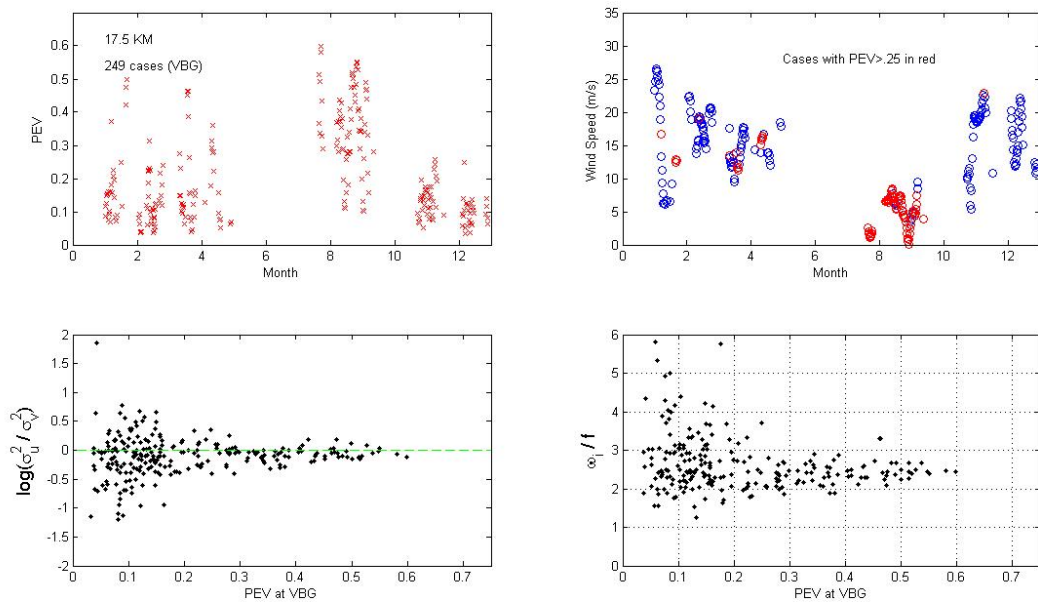 17.5 KM
249 cases (VBG)
PEV
0.6
0.5
0.4
0.3
0.2
0.1
0
0 2 4 6 8 10 12
Month
Cases with PEV>.25 in red
Wind Speed (m/s)
35
30
25
20
15
10
5
0
0 2 4 6 8 10 12
Month
log(σ_u^2 / σ_v^2)
2
1.5
1
0.5
0
-0.5
-1
-1.5
-2
0 0.1 0.2 0.3 0.4 0.5 0.6 0.7
PEV at VBG
ω_i / f
6
5
4
3
2
1
0
0 0.1 0.2 0.3 0.4 0.5 0.6 0.7
PEV at VBG